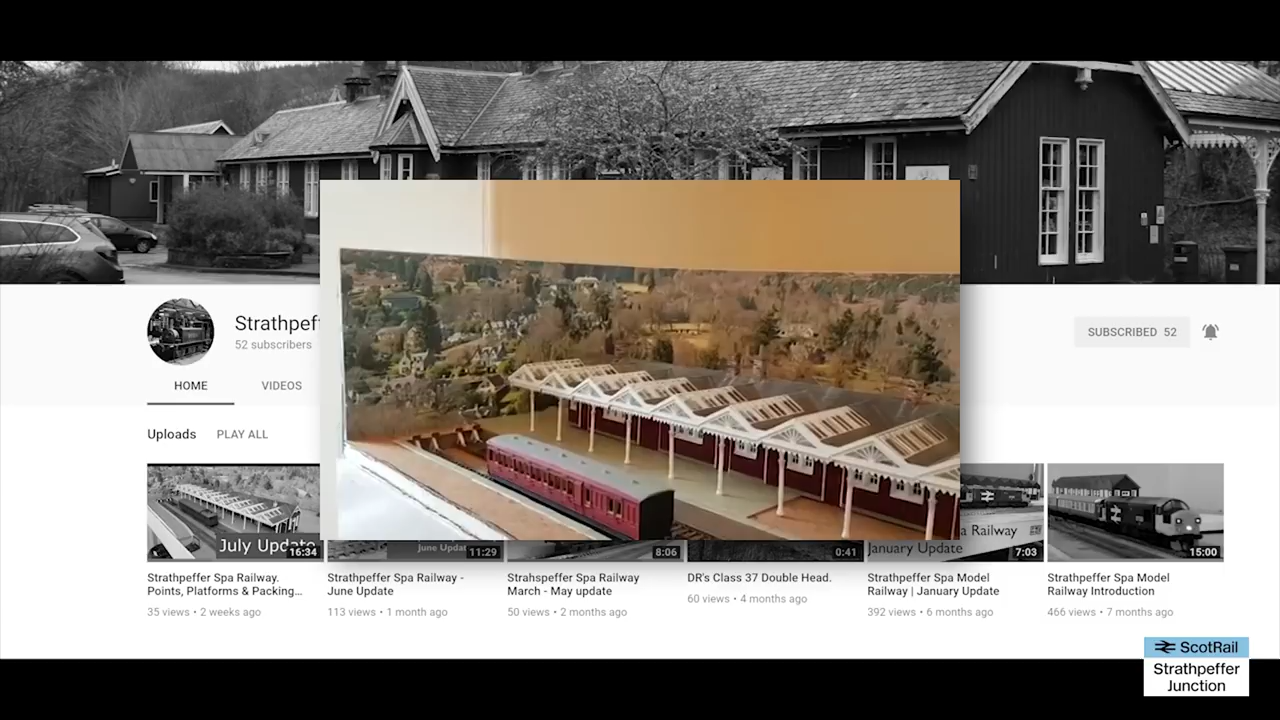 Strathpef
52 subscribers
SUBSCRIBED 52
HOME
VIDEOS
Uploads
PLAY ALL
July Update
16:34
June Updat
11:29
8:06
0:41
a Railway
January Update
7:03
15:00
Strathpeffer Spa Railway.
Points, Platforms & Packing...
35 views • 2 weeks ago
Strathpeffer Spa Railway -
June Update
113 views • 1 month ago
Strahspeffer Spa Railway
March - May update
50 views • 2 months ago
DR's Class 37 Double Head.
60 views • 4 months ago
Strathpeffer Spa Model
Railway | January Update
392 views • 6 months ago
Strathpeffer Spa Model
Railway Introduction
466 views • 7 months ago
ScotRail
Strathpeffer
Junction